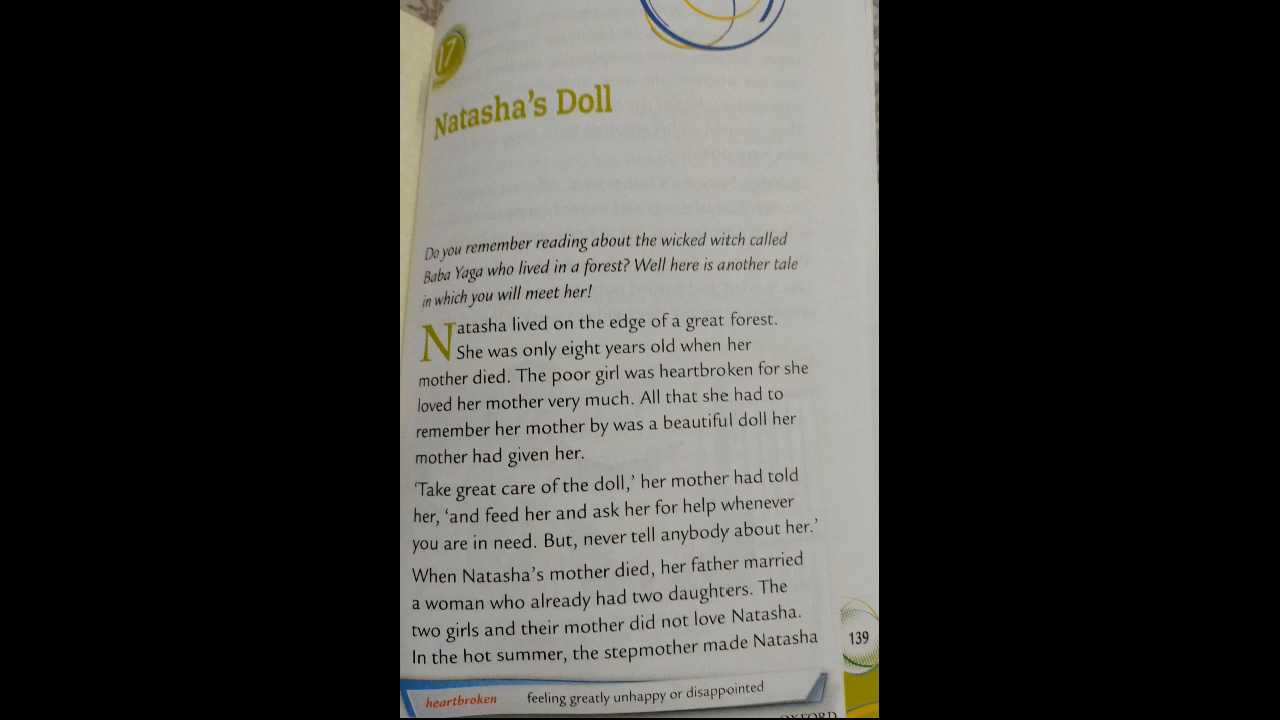 17
Natasha's Doll
Do you remember reading about the wicked witch called
Baba Yaga who lived in a forest? Well here is another tale
in which you will meet her!
Natasha lived on the edge of a great forest.
She was only eight years old when her
mother died. The poor girl was heartbroken for she
loved her mother very much. All that she had to
remember her mother by was a beautiful doll her
mother had given her.
‘Take great care of the doll,’ her mother had told
her, ‘and feed her and ask her for help whenever
you are in need. But, never tell anybody about her.’
When Natasha's mother died, her father married
a woman who already had two daughters. The
two girls and their mother did not love Natasha.
In the hot summer, the stepmother made Natasha
139
heartbroken feeling greatly unhappy or disappointed
OXFORD